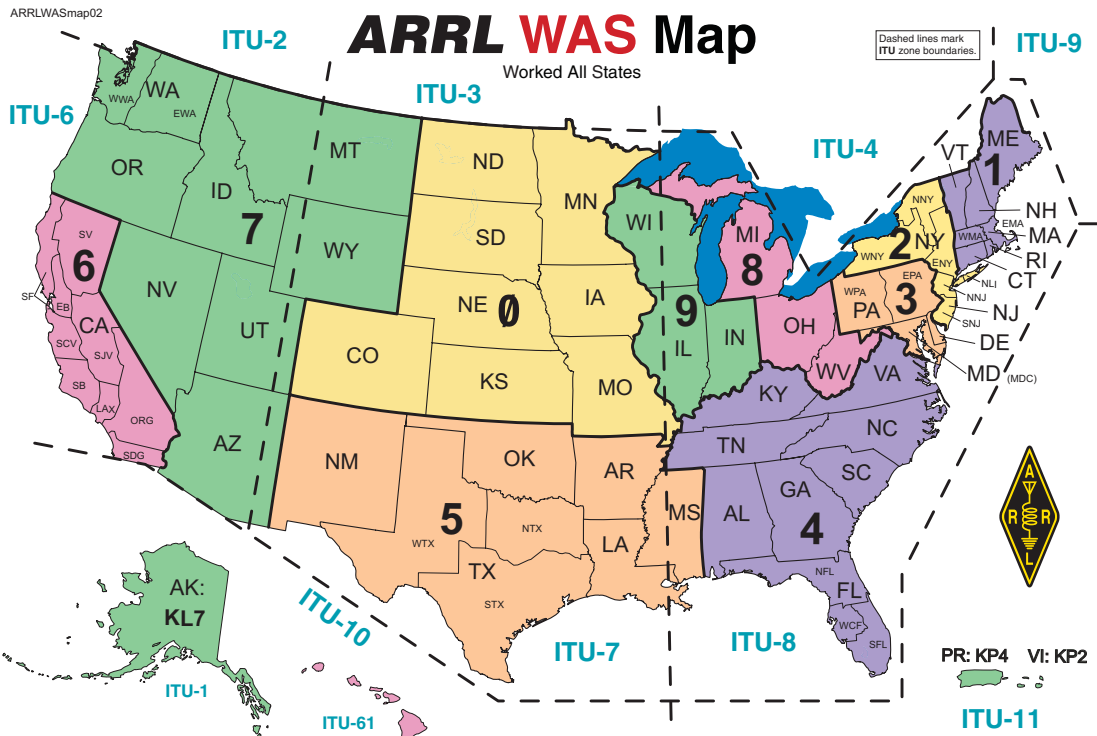 ARRLWASmap02
ARRL WAS Map
Worked All States
Dashed lines mark
ITU zone boundaries.
ITU-2
ITU-9
ITU-3
ITU-6
ITU-4
WA
WWA
EWA
OR
ID
MT
7
WY
NV
UT
AZ
6
SV
SF
EB
CA
SCV
SJV
SB
LAX
ORG
SDG
ND
MN
SD
NE
0
IA
CO
KS
MO
WI
9
IL
IN
MI
8
OH
WV
ME
1
VT
NH
EMA
MA
WMA
RI
CT
NNY
2
NY
WNY
ENY
NLI
NNJ
NJ
SNJ
EPA
WPA
3
PA
DE
MD (MDC)
KY
VA
TN
NC
SC
GA
AL
4
NFL
FL
WCF
SFL
NM
OK
AR
MS
5
NTX
WTX
LA
TX
STX
A
R R
L
AK:
KL7
ITU-1
ITU-10
ITU-61
ITU-7
ITU-8
PR: KP4 VI: KP2
ITU-11